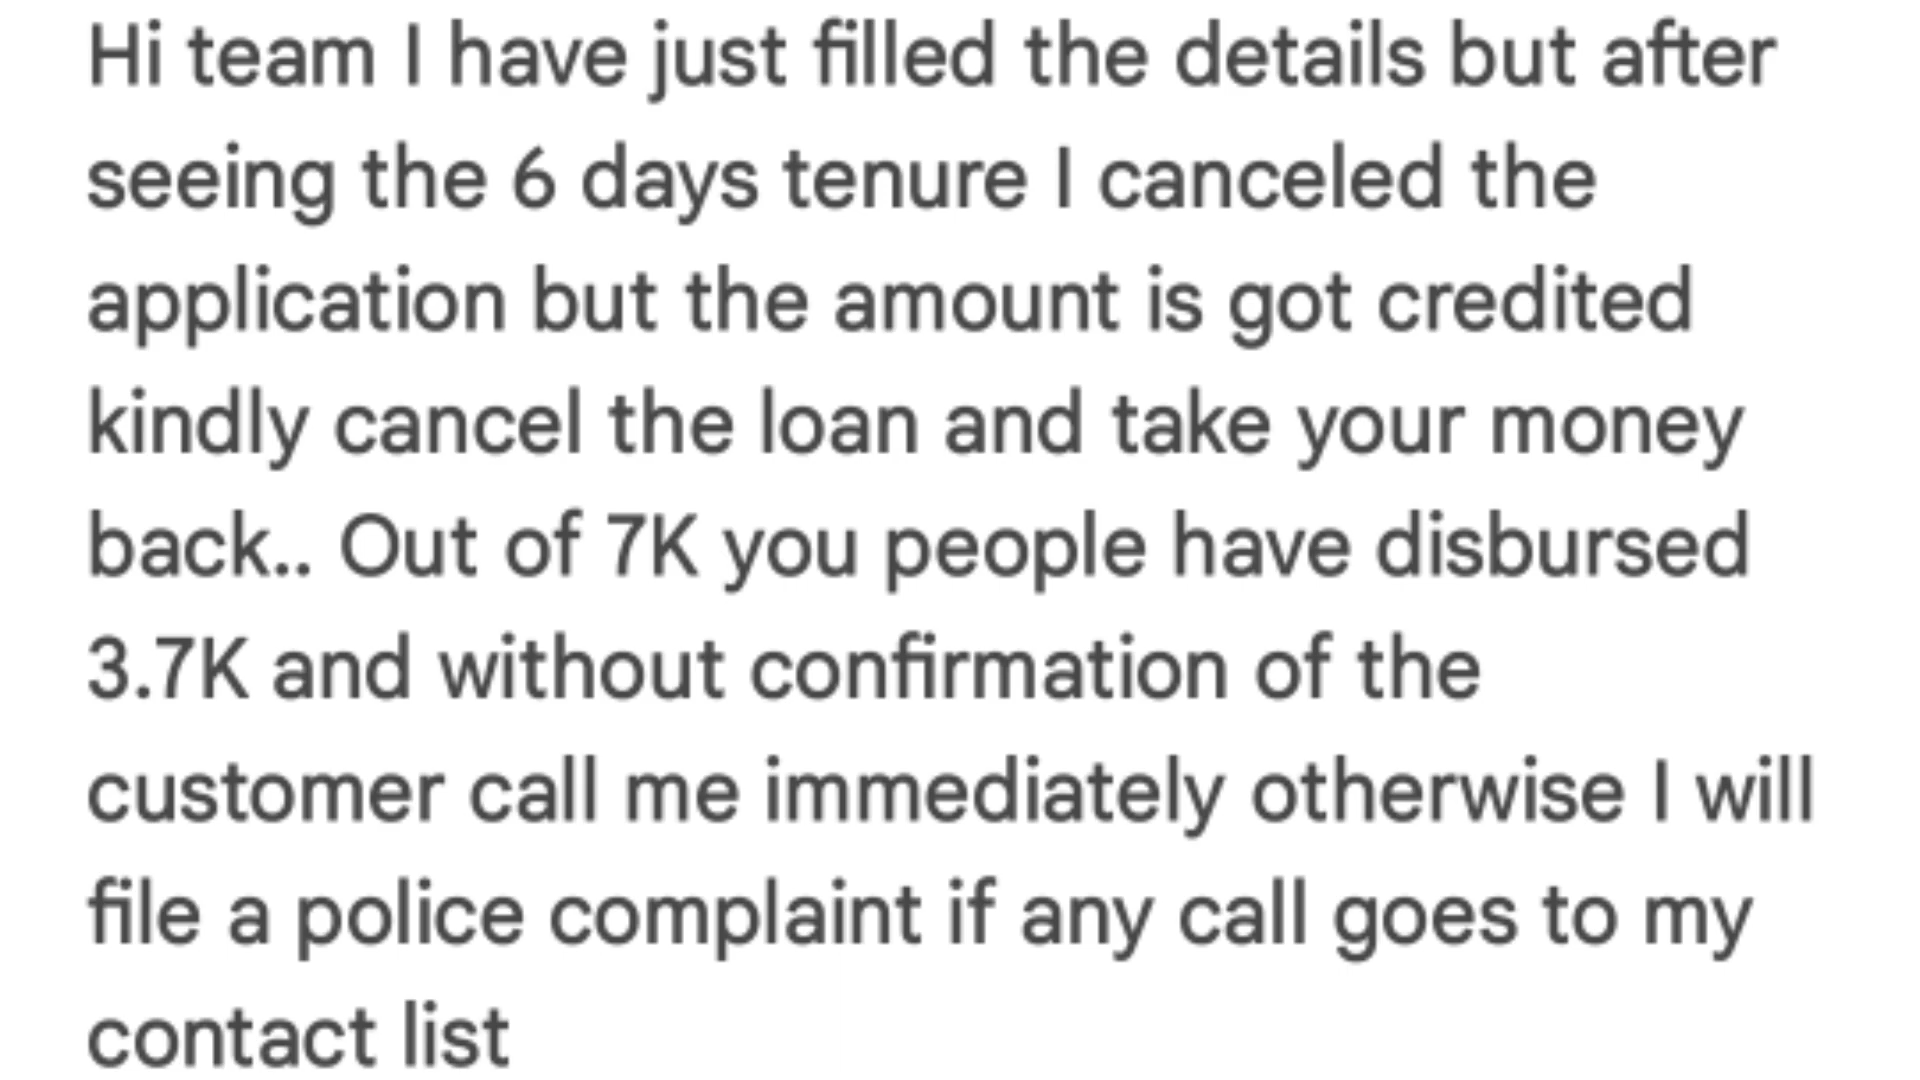 Hi team I have just filled the details but after
seeing the 6 days tenure I canceled the
application but the amount is got credited
kindly cancel the loan and take your money
back.. Out of 7K you people have disbursed
3.7K and without confirmation of the
customer call me immediately otherwise I will
file a police complaint if any call goes to my
contact list